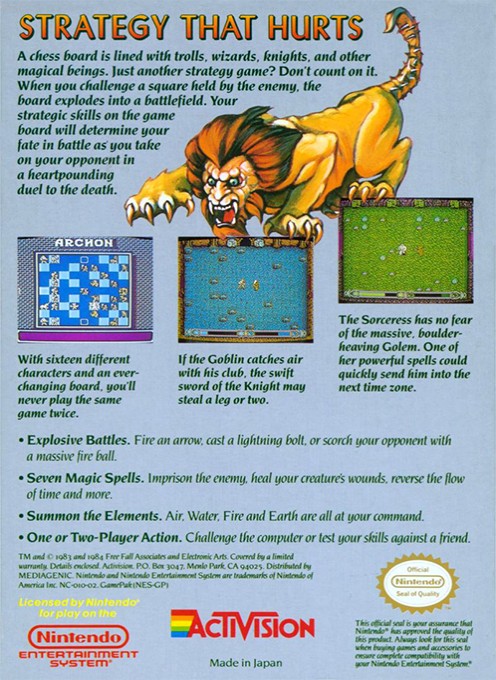 STRATEGY THAT HURTS
A chess board is lined with trolls, wizards, knights, and other
magical beings. Just another strategy game? Don't count on it.
When you challenge a square held by the enemy, the
board explodes into a battlefield. Your
strategic skills on the game
board will determine your
fate in battle as you take
on your opponent in
a heartpounding
duel to the death.
ARCHON
With sixteen different
characters and an ever-
changing board, you'll
never play the same
game twice.
If the Goblin catches air
with his club, the swift
sword of the Knight may
steal a leg or two.
The Sorceress has no fear
of the massive, boulder-
heaving Golem. One of
her powerful spells could
quickly send him into the
next time zone.
• Explosive Battles. Fire an arrow, cast a lightning bolt, or scorch your opponent with
a massive fire ball.
• Seven Magic Spells. Imprison the enemy, heal your creature's wounds, reverse the flow
of time and more.
• Summon the Elements. Air, Water, Fire and Earth are all at your command.
• One or Two-Player Action. Challenge the computer or test your skills against a friend.
TM and © 1983 and 1984 Free Fall Associates and Electronic Arts. Covered by a limited
warranty. Details enclosed. Activision, P.O. Box 3047, Menlo Park, CA 94025. Distributed by
MEDIAGENIC. Nintendo and Nintendo Entertainment System are trademarks of Nintendo of
America Inc. NC-010-02. GamePak(NES-GP)
Licensed by Nintendo®
for play on the
Nintendo
ENTERTAINMENT
SYSTEM®
ACTIVISION
Made in Japan
Official
Nintendo®
Seal of Quality
This official seal is your assurance that
Nintendo® has approved the quality of
this product. Always look for this seal
when buying games and accessories to
ensure complete compatibility with
your Nintendo Entertainment System®